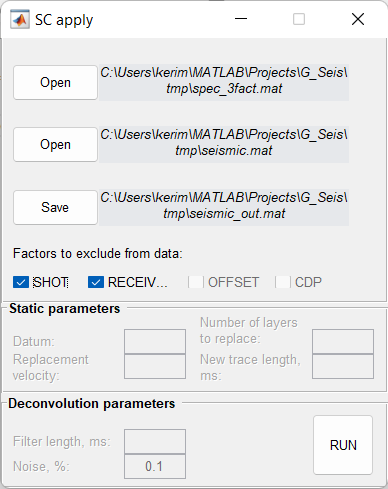 SC apply
Open
C:\Users\kerim\MATLAB\Projects\G_Seis\
tmp\spec_3fact.mat
Open
C:\Users\kerim\MATLAB\Projects\G_Seis\
tmp\seismic.mat
Save
C:\Users\kerim\MATLAB\Projects\G_Seis\
tmp\seismic_out.mat
Factors to exclude from data:
SHOT RECEIV... OFFSET CDP
Static parameters
Datum:
Number of layers
to replace:
Replacement
velocity:
New trace length,
ms:
Deconvolution parameters
Filter length, ms:
Noise, %: 0.1
RUN